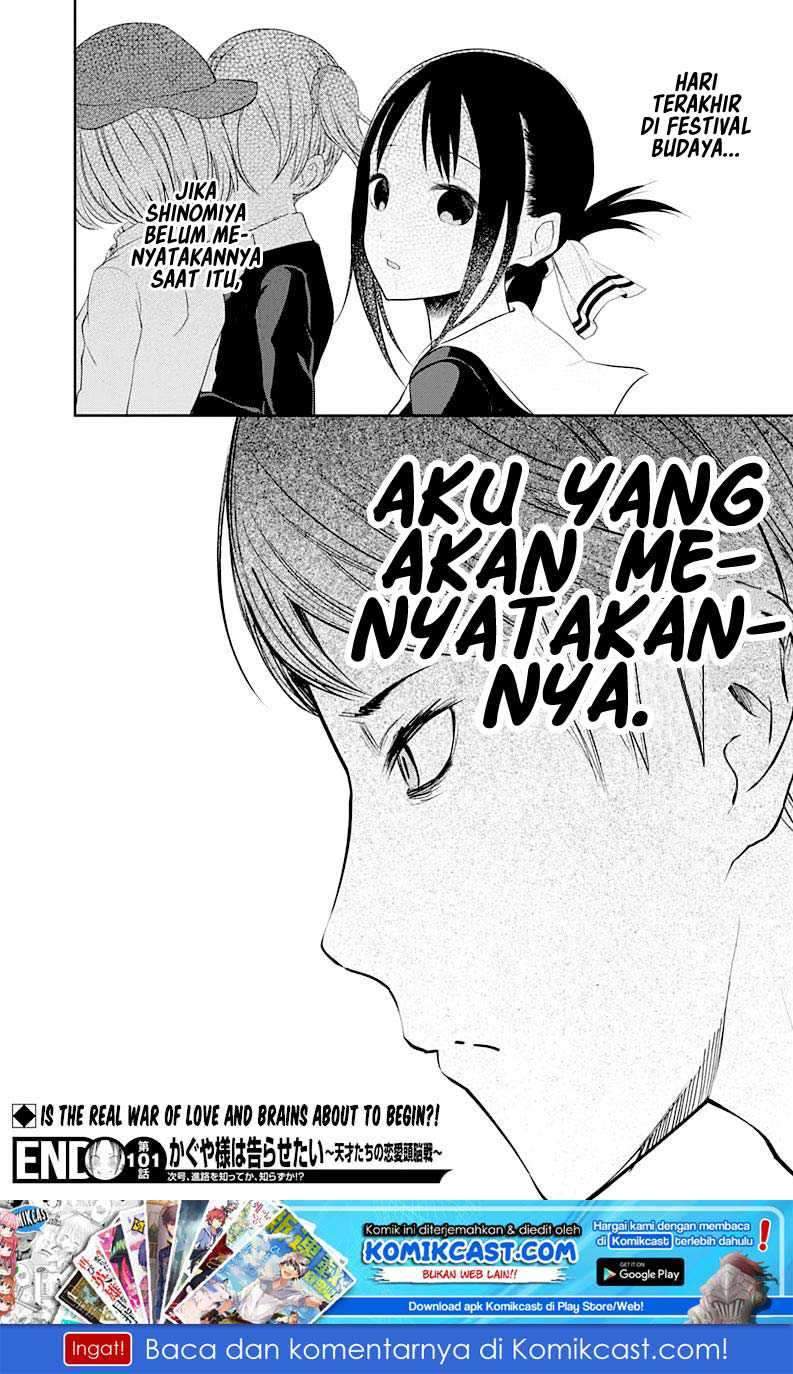 HARI
TERAKHIR
DI FESTIVAL
BUDAYA...
JIKA
SHINOMIYA
BELUM ME-
NYATAKANNYA
SAAT ITU,
AKU YANG
AKAN ME-
NYATAKAN-
NYA.
IS THE REAL WAR OF LOVE AND BRAINS ABOUT TO BEGIN?!
END 第101話 かぐや様は告らせたい~天才たちの恋愛頭脳戦~
次号、進路を知ってか、知らずか!?
Komik ini diterjemahkan & diedit oleh
KOMIKCAST.COM
BUKAN WEB LAIN!!
Hargai kami dengan membaca
di Komikcast terlebih dahulu !
GET IT ON
Google Play
Download apk Komikcast di Play Store/Web!
Ingat! Baca dan komentarnya di Komikcast.com!